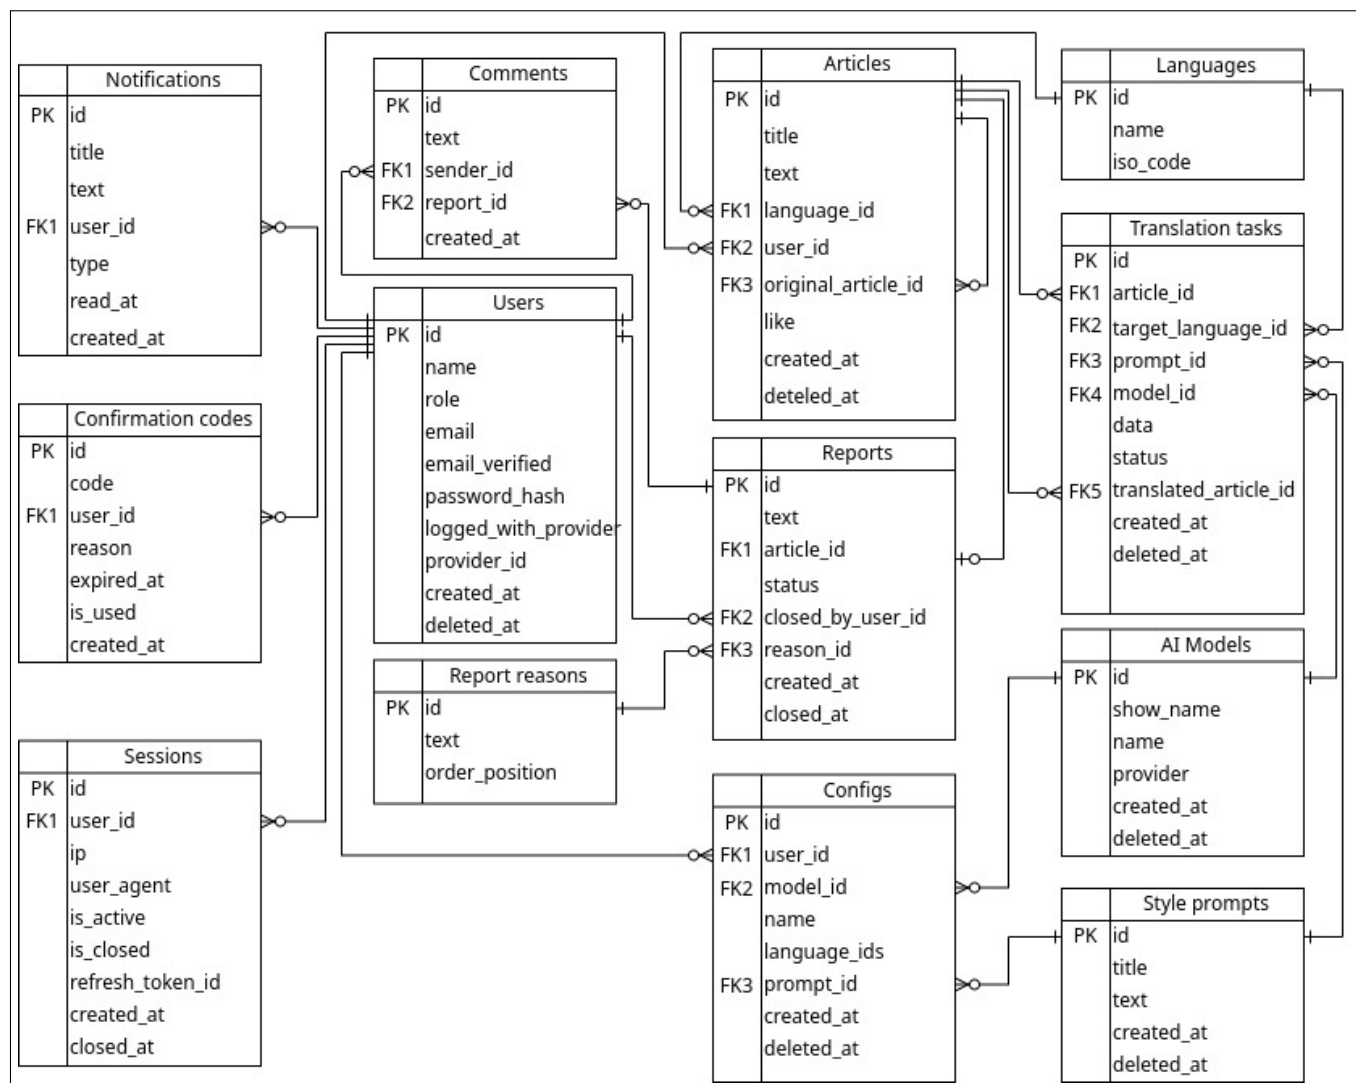 Notifications
PK id
title
text
FK1 user_id
type
read_at
created_at
Confirmation codes
PK id
code
FK1 user_id
reason
expired_at
is_used
created_at
Sessions
PK id
FK1 user_id
ip
user_agent
is_active
is_closed
refresh_token_id
created_at
closed_at
Comments
PK id
text
FK1 sender_id
FK2 report_id
created_at
Users
PK id
name
role
email
email_verified
password_hash
logged_with_provider
provider_id
created_at
deleted_at
Report reasons
PK id
text
order_position
Articles
PK id
title
text
FK1 language_id
FK2 user_id
FK3 original_article_id
like
created_at
deteled_at
Reports
PK id
text
FK1 article_id
status
FK2 closed_by_user_id
FK3 reason_id
created_at
closed_at
Configs
PK id
FK1 user_id
FK2 model_id
name
language_ids
FK3 prompt_id
created_at
deleted_at
Languages
PK id
name
iso_code
Translation tasks
PK id
FK1 article_id
FK2 target_language_id
FK3 prompt_id
FK4 model_id
data
status
FK5 translated_article_id
created_at
deleted_at
AI Models
PK id
show_name
name
provider
created_at
deleted_at
Style prompts
PK id
title
text
created_at
deleted_at